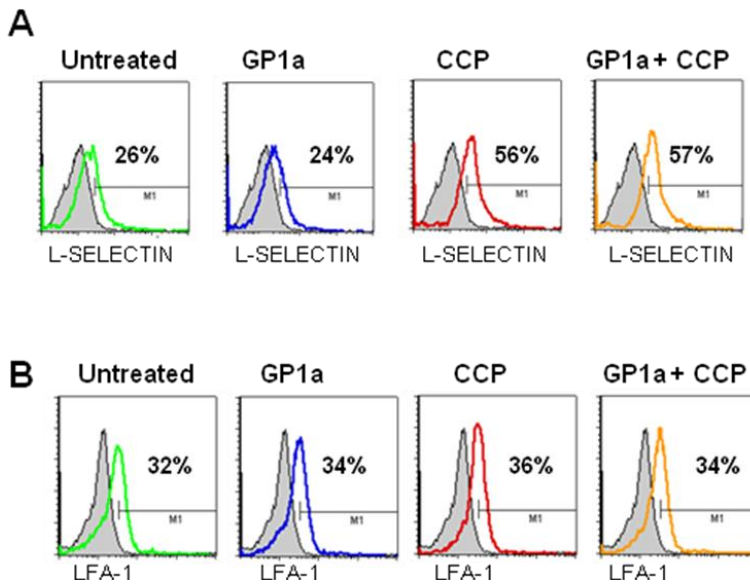 A
Untreated GP1a CCP GP1a + CCP
26% 24% 56% 57%
M1 M1 M1 M1
L-SELECTIN L-SELECTIN L-SELECTIN L-SELECTIN
B
Untreated GP1a CCP GP1a + CCP
32% 34% 36% 34%
M1 M1 M1 M1
LFA-1 LFA-1 LFA-1 LFA-1